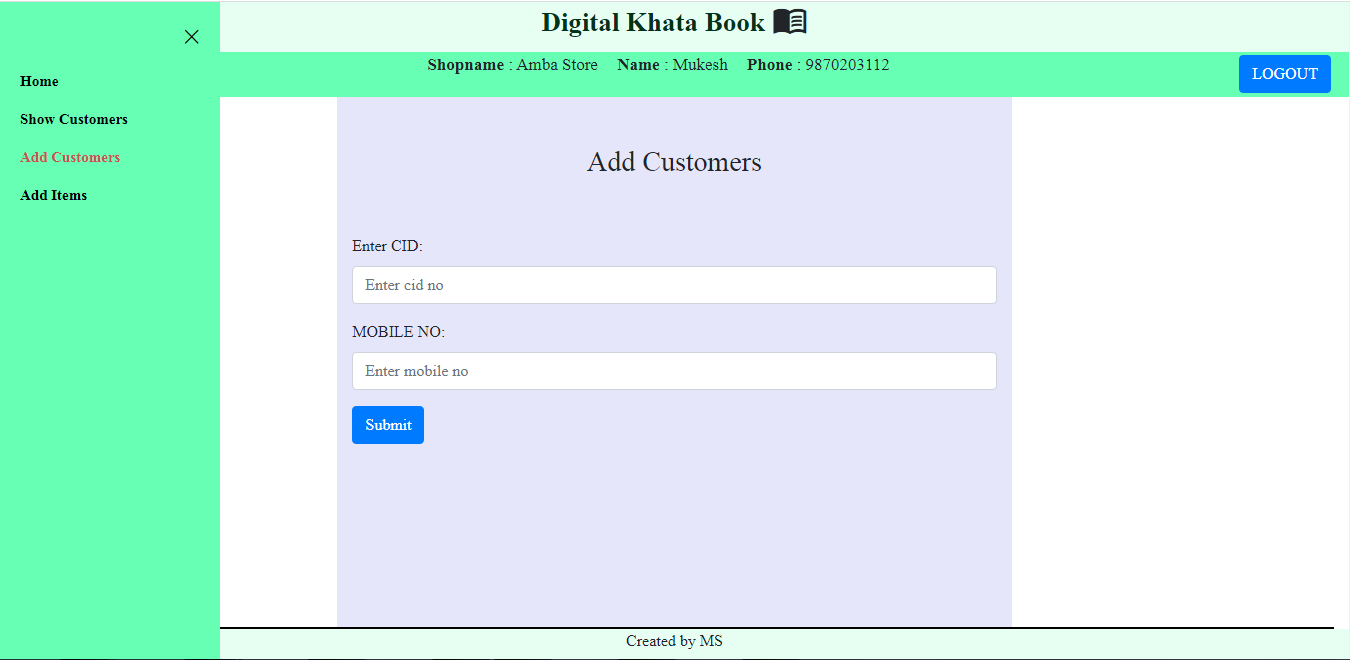 Digital Khata Book
Shopname : Amba Store Name : Mukesh Phone : 9870203112
LOGOUT
Home
Show Customers
Add Customers
Add Items
Add Customers
Enter CID:
Enter cid no
MOBILE NO:
Enter mobile no
Submit
Created by MS